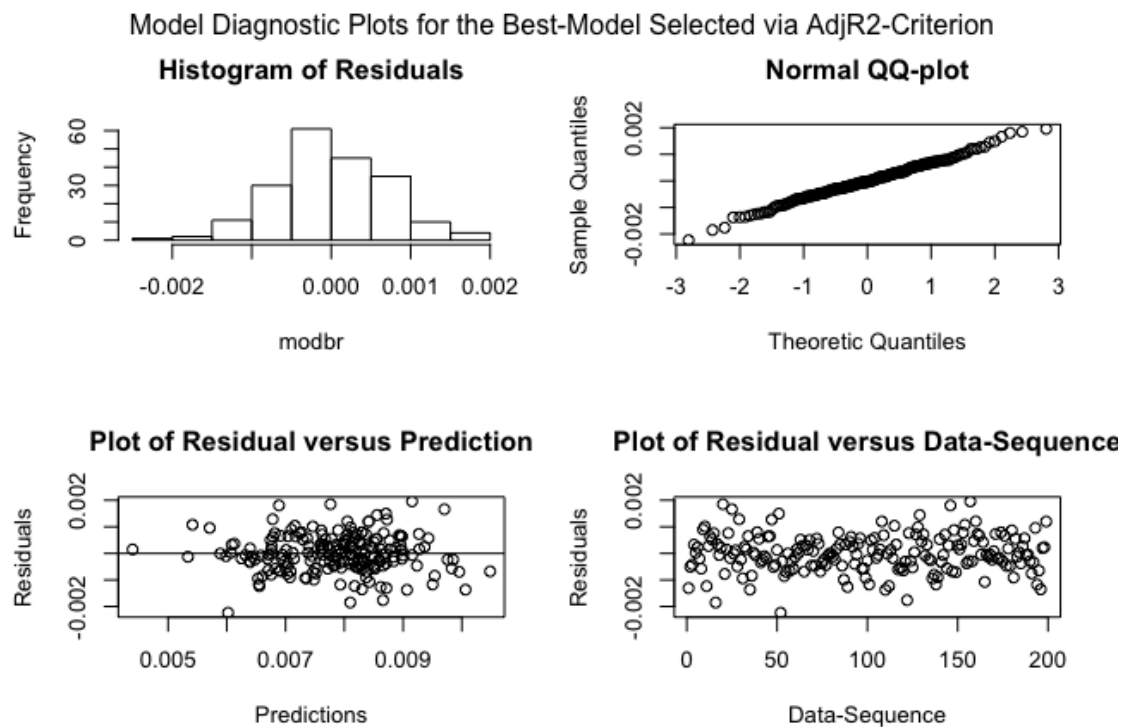 Model Diagnostic Plots for the Best-Model Selected via AdjR2-Criterion
Histogram of Residuals
Frequency
60
30
0
-0.002 0.000 0.001 0.002
modbr
Normal QQ-plot
Sample Quantiles
0.002
-0.002
-3 -2 -1 0 1 2 3
Theoretic Quantiles
Plot of Residual versus Prediction
Residuals
0.002
-0.002
0.005 0.007 0.009
Predictions
Plot of Residual versus Data-Sequence
Residuals
0.002
-0.002
0 50 100 150 200
Data-Sequence